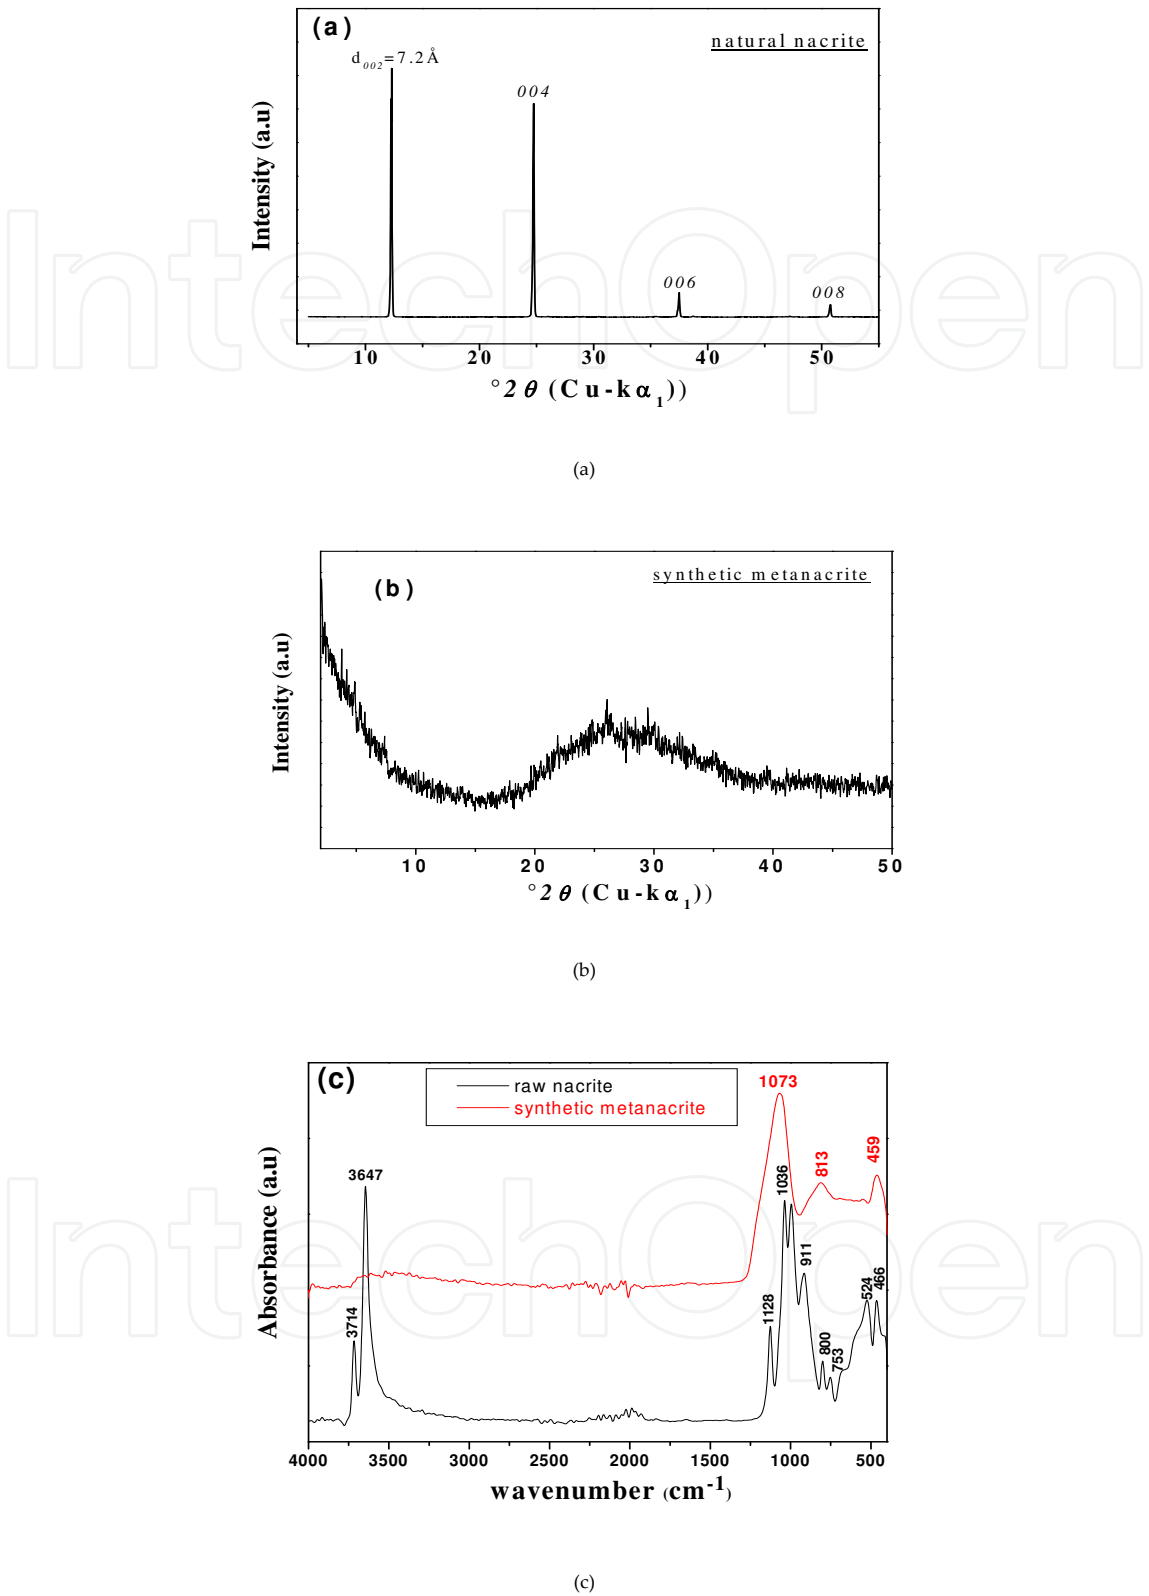 (a)
natural nacrite
d002=7.2Å
004
006
008
Intensity (a.u)
10 20 30 40 50
°2θ (Cu-kα1))
(a)
(b)
synthetic metanacrite
Intensity (a.u)
10 20 30 40 50
°2θ (Cu-kα1))
(b)
(c)
raw nacrite
synthetic metanacrite
1073
813
459
3647
3714
1036
1128
911
800
753
524
466
Absorbance (a.u)
4000 3500 3000 2500 2000 1500 1000 500
wavenumber (cm-1)
(c)
IntechOpen
IntechOpen